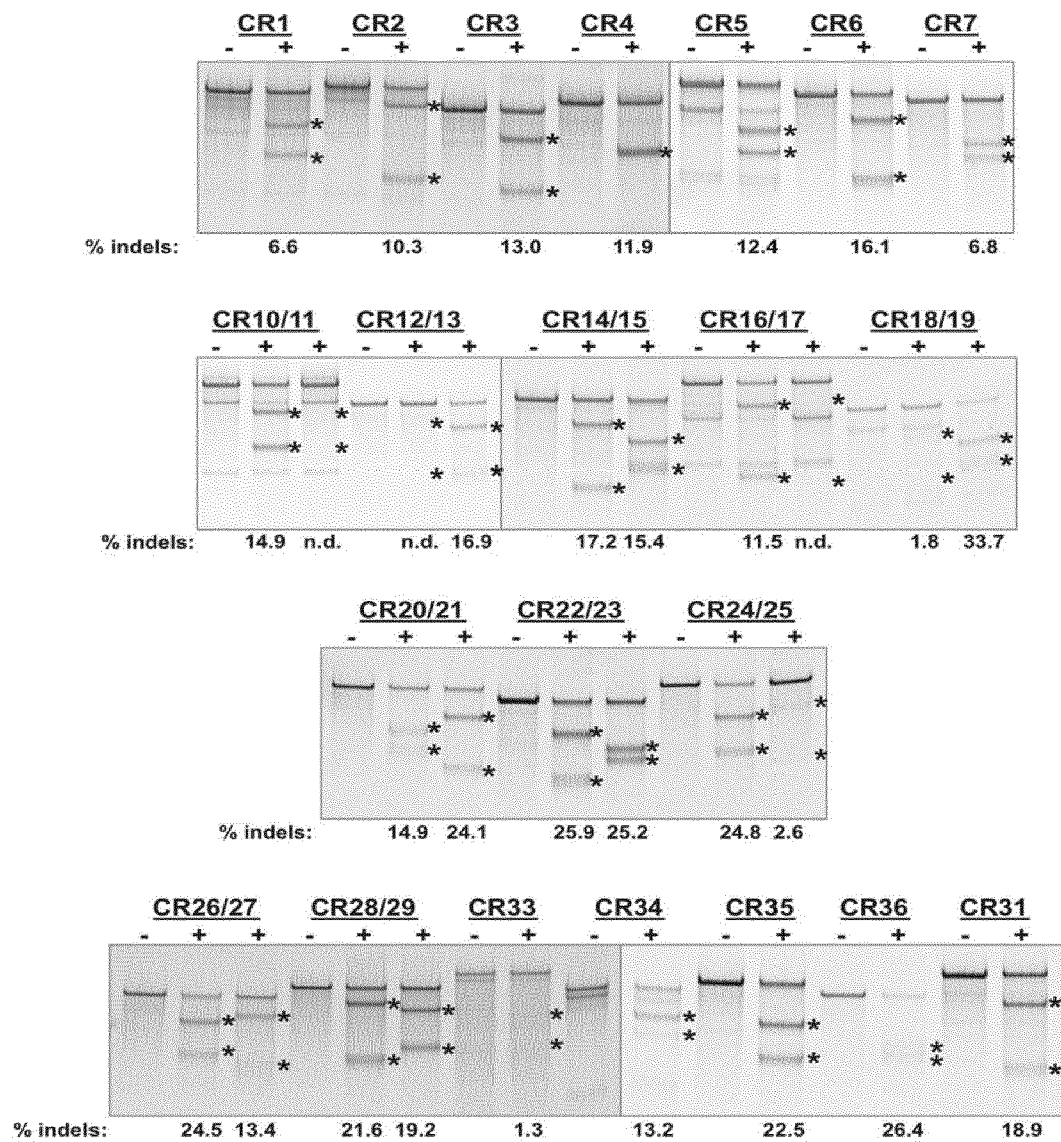 CR1 CR2 CR3 CR4 CR5 CR6 CR7
- + - + - + - + - + - + - +
* * * * * * * * * * * * *
% indels: 6.6 10.3 13.0 11.9 12.4 16.1 6.8
CR10/11 CR12/13 CR14/15 CR16/17 CR18/19
- + + - + + - + + - + + - + +
* * * * * * * * * * * * * * * * * * * *
% indels: 14.9 n.d. n.d. 16.9 17.2 15.4 11.5 n.d. 1.8 33.7
CR20/21 CR22/23 CR24/25
- + + - + + - + +
* * * * * * * * * * * *
% indels: 14.9 24.1 25.9 25.2 24.8 2.6
CR26/27 CR28/29 CR33 CR34 CR35 CR36 CR31
- + + - + + - + - + - + - + - +
* * * * * * * * * * * * * * * * * *
% indels: 24.5 13.4 21.6 19.2 1.3 13.2 22.5 26.4 18.9